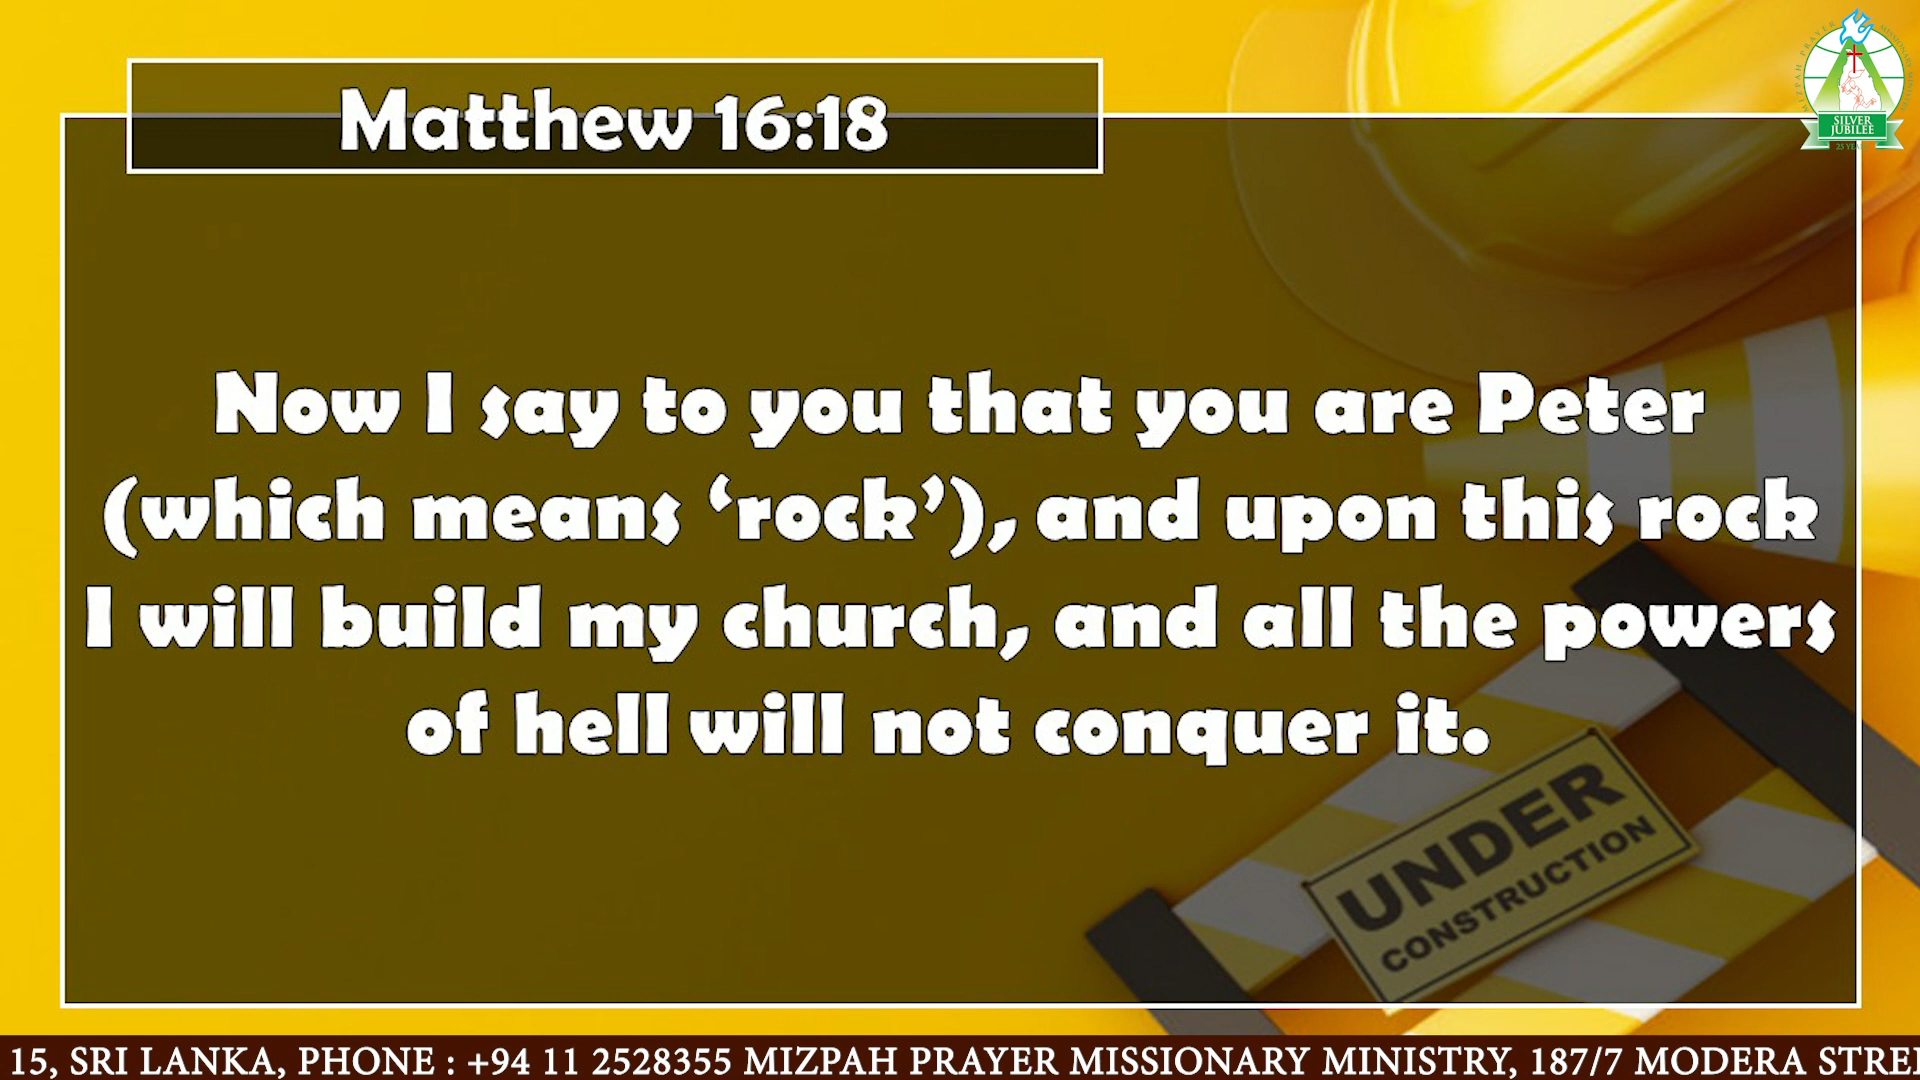 Matthew 16:18
Now I say to you that you are Peter
(which means ‘rock’), and upon this rock
I will build my church, and all the powers
of hell will not conquer it.
UNDER
CONSTRUCTION
SILVER
JUBILEE
15, SRI LANKA, PHONE : +94 11 2528355 MIZPAH PRAYER MISSIONARY MINISTRY, 187/7 MODERA